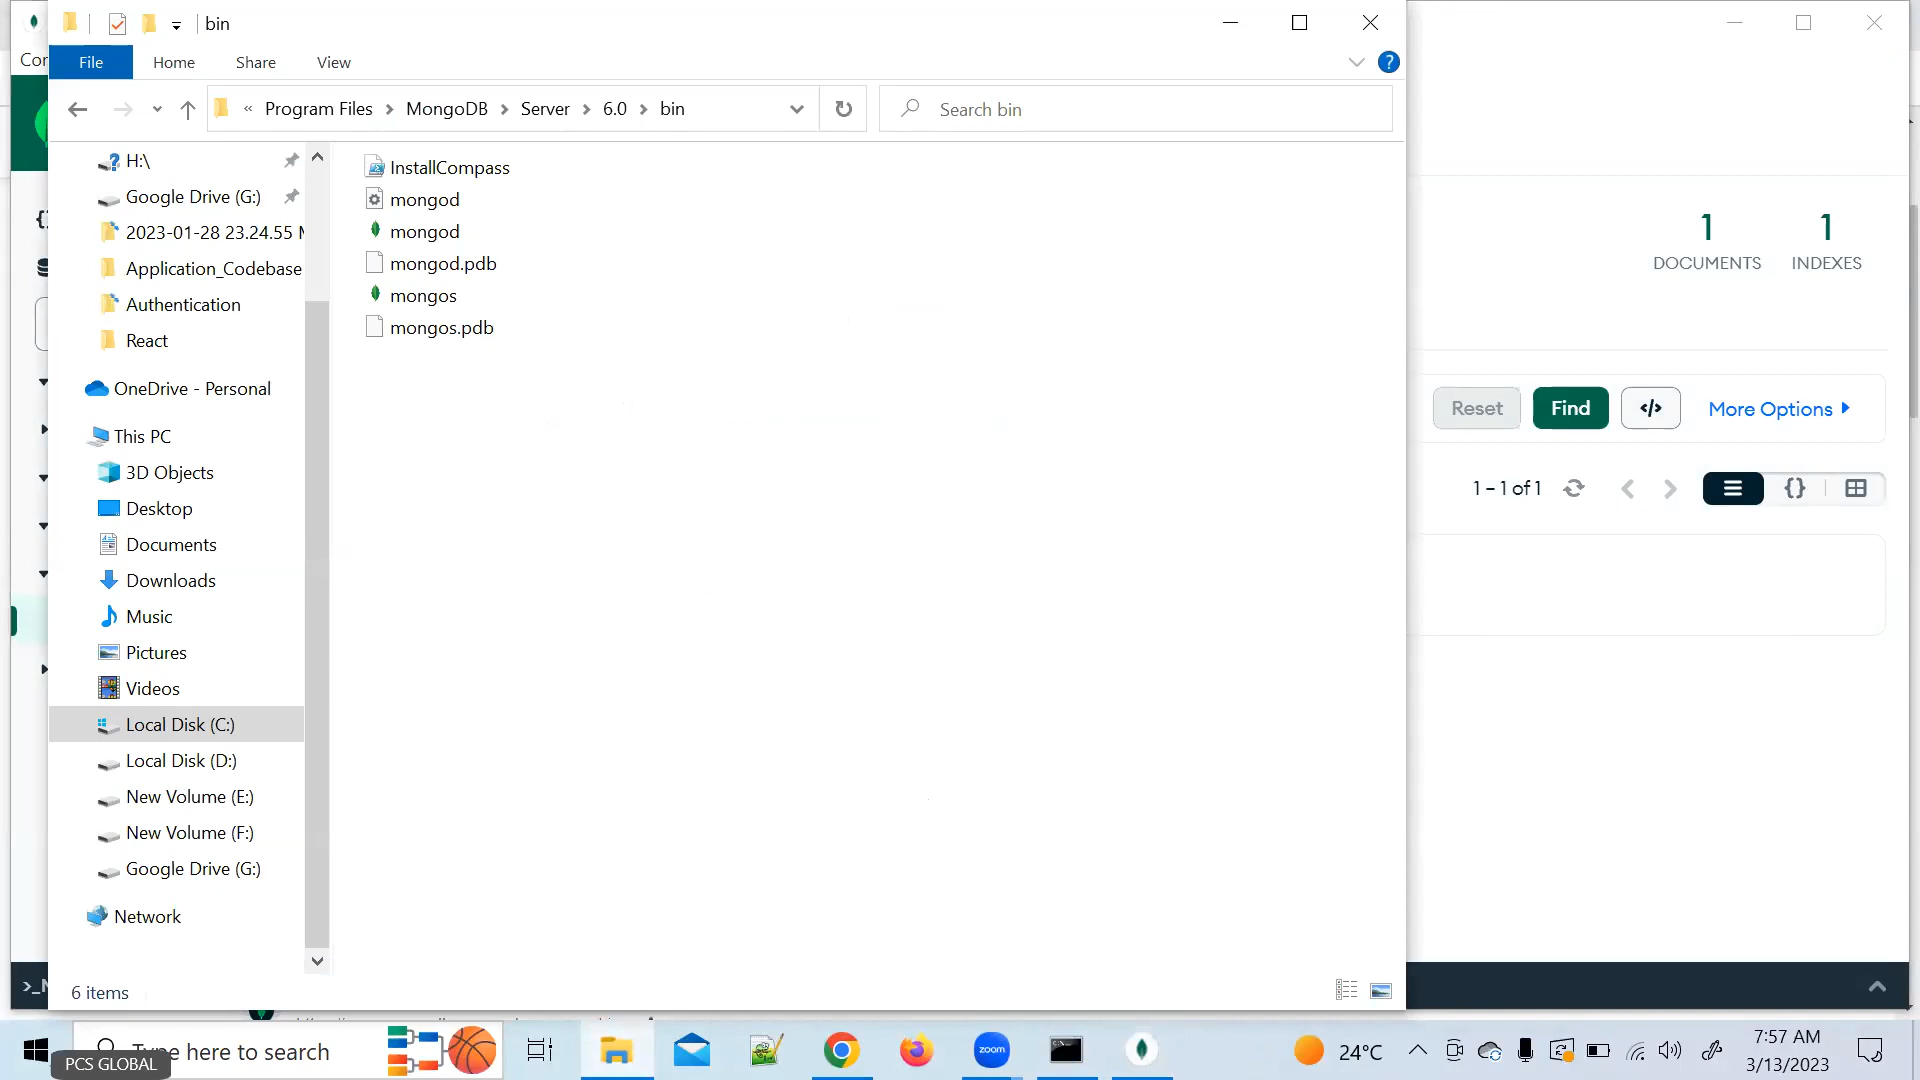 bin
Cor
File Home Share View
?
« Program Files > MongoDB > Server > 6.0 > bin
Search bin
H:\
Google Drive (G:)
2023-01-28 23.24.55
Application_Codebase
Authentication
React
OneDrive - Personal
This PC
3D Objects
Desktop
Documents
Downloads
Music
Pictures
Videos
Local Disk (C:)
Local Disk (D:)
New Volume (E:)
New Volume (F:)
Google Drive (G:)
Network
InstallCompass
mongod
mongod
mongod.pdb
mongos
mongos.pdb
6 items
1 DOCUMENTS
1 INDEXES
Reset Find </> More Options
1 – 1 of 1
{}
>_M
PCS GLOBAL
Type here to search
zoom
24°C
7:57 AM
3/13/2023